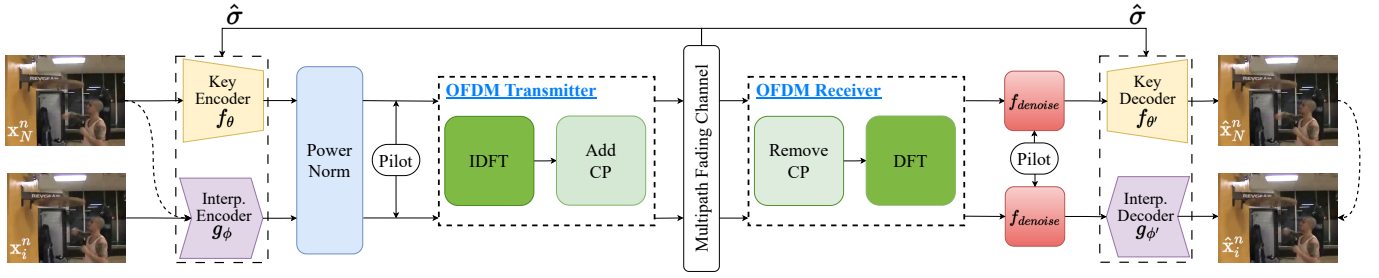 σ̂
σ̂
x_N^n
Key
Encoder
f_θ
Power
Norm
Pilot
OFDM Transmitter
IDFT
Add
CP
Multipath Fading Channel
OFDM Receiver
Remove
CP
DFT
f_denoise
Pilot
f_denoise
Key
Decoder
f_θ′
x̂_N^n
x_i^n
Interp.
Encoder
g_ϕ
Interp.
Decoder
g_ϕ′
x̂_i^n